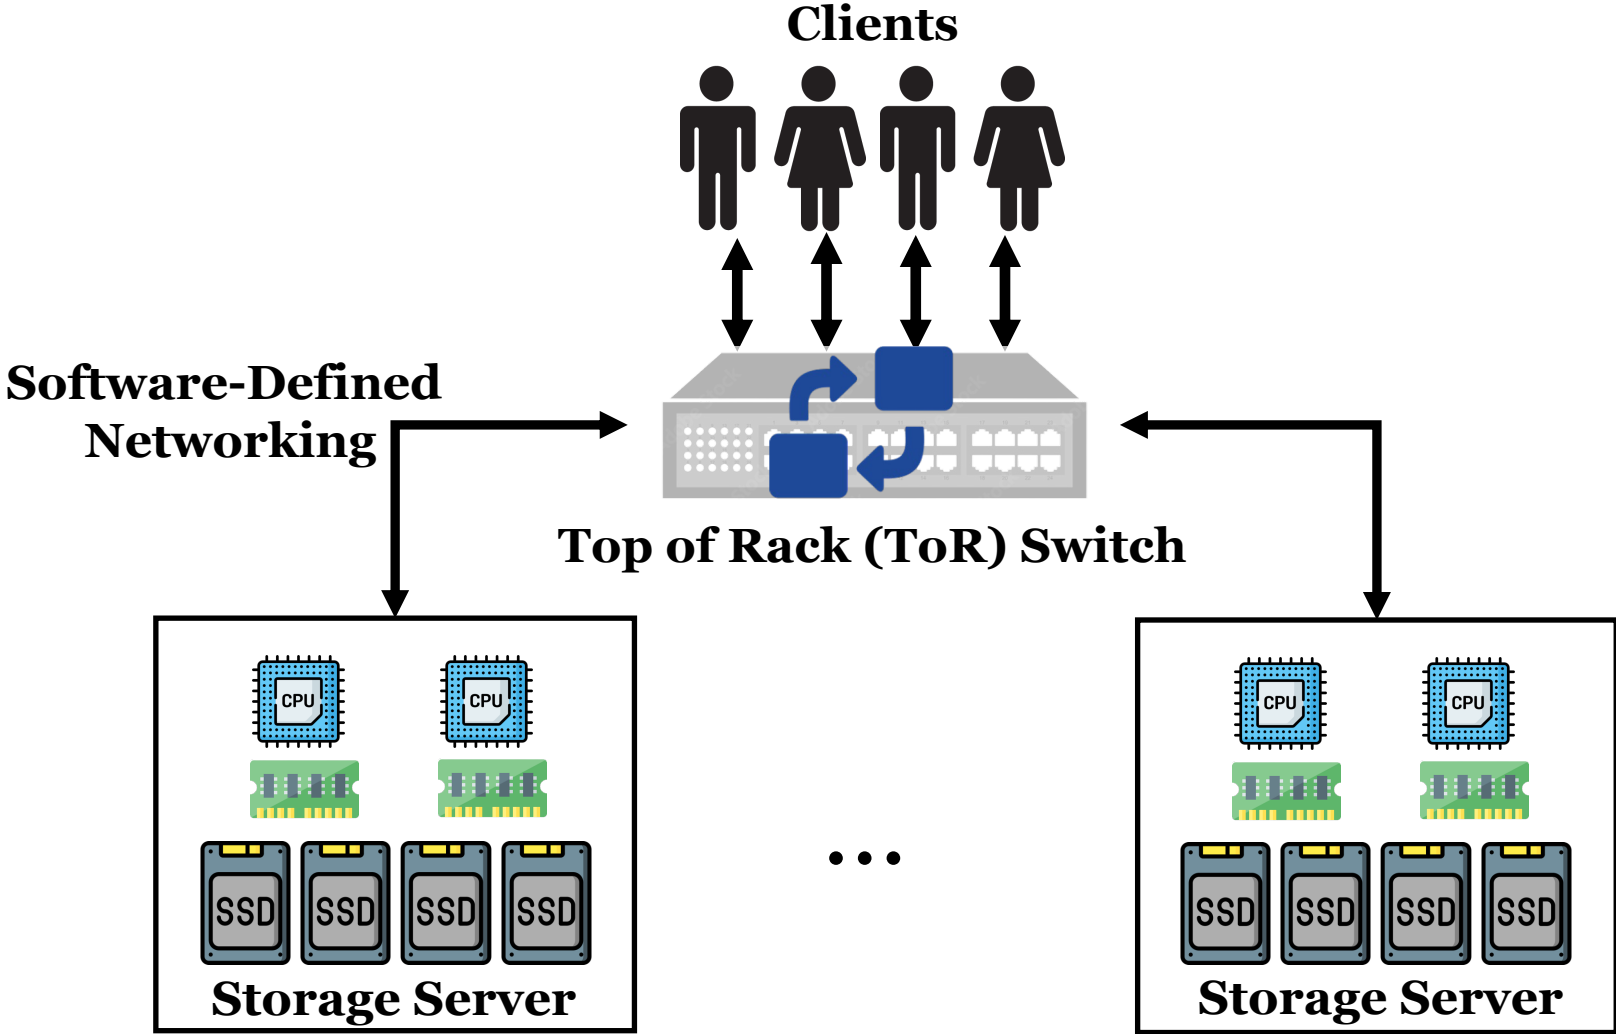 Clients
Software-Defined
Networking
Top of Rack (ToR) Switch
CPU
CPU
CPU
CPU
SSD
SSD
SSD
SSD
...
SSD
SSD
SSD
SSD
Storage Server
Storage Server